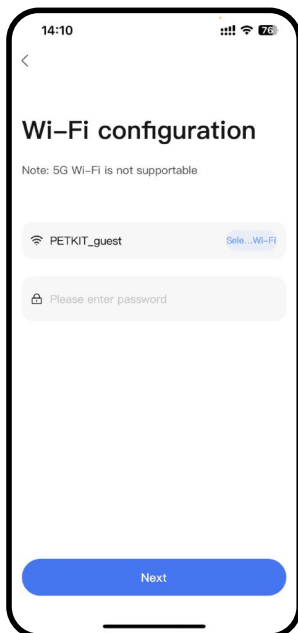 14:10
76
Wi-Fi configuration
Note: 5G Wi-Fi is not supportable
PETKIT_guest
Sele...Wi-Fi
Please enter password
Next